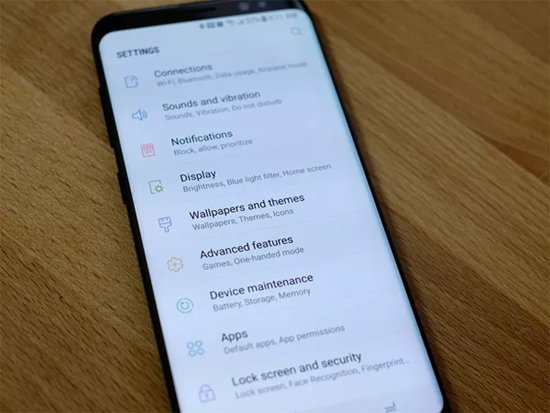 SETTINGS
Connections
Wi-Fi, Bluetooth, Data usage, Airplane mode
Sounds and vibration
Sounds, Vibration, Do not disturb
Notifications
Block, allow, prioritize
Display
Brightness, Blue light filter, Home screen
Wallpapers and themes
Wallpapers, Themes, Icons
Advanced features
Games, One-handed mode
Device maintenance
Battery, Storage, Memory
Apps
Default apps, App permissions
Lock screen and security
Lock screen, Face Recognition, Fingerprint...